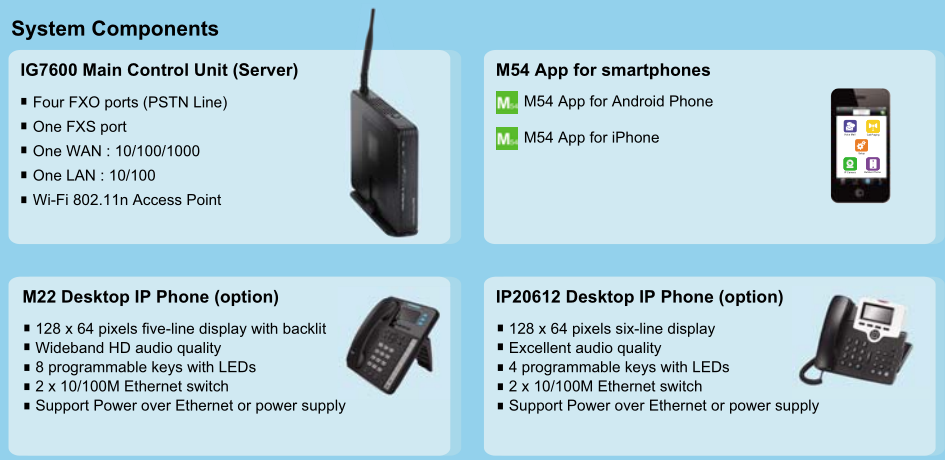 System Components
IG7600 Main Control Unit (Server)
Four FXO ports (PSTN Line)
One FXS port
One WAN : 10/100/1000
One LAN : 10/100
Wi-Fi 802.11n Access Point
M54 App for smartphones
M54 M54 App for Android Phone
M54 M54 App for iPhone
M22 Desktop IP Phone (option)
128 x 64 pixels five-line display with backlit
Wideband HD audio quality
8 programmable keys with LEDs
2 x 10/100M Ethernet switch
Support Power over Ethernet or power supply
IP20612 Desktop IP Phone (option)
128 x 64 pixels six-line display
Excellent audio quality
4 programmable keys with LEDs
2 x 10/100M Ethernet switch
Support Power over Ethernet or power supply